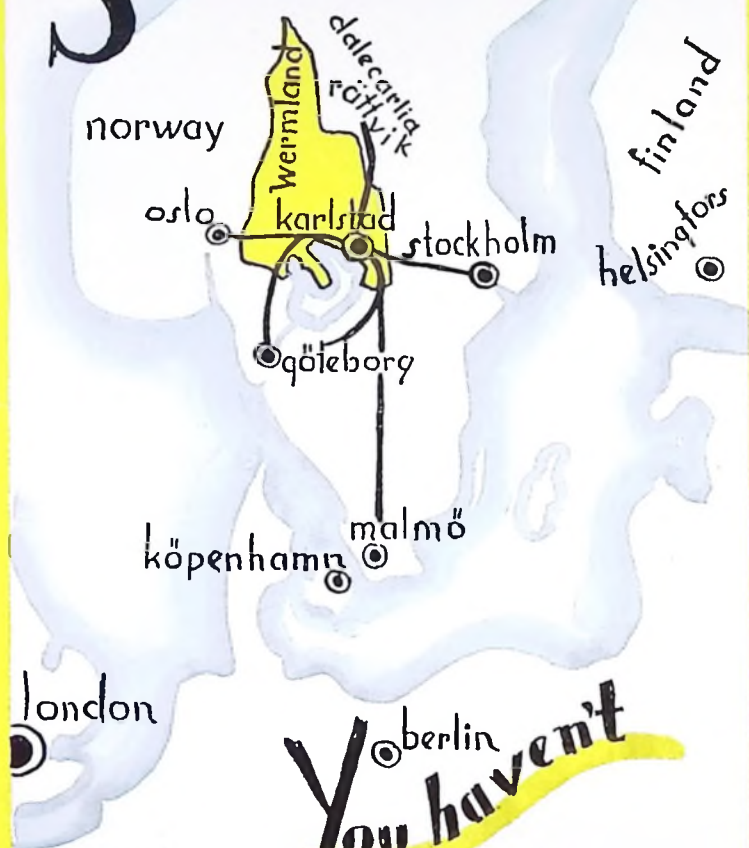 dalecarlia
rättvik
wermland
norway
finland
oslo
karlstad
stockholm
helsingfors
göteborg
malmö
köpenhamn
london
berlin
You haven't